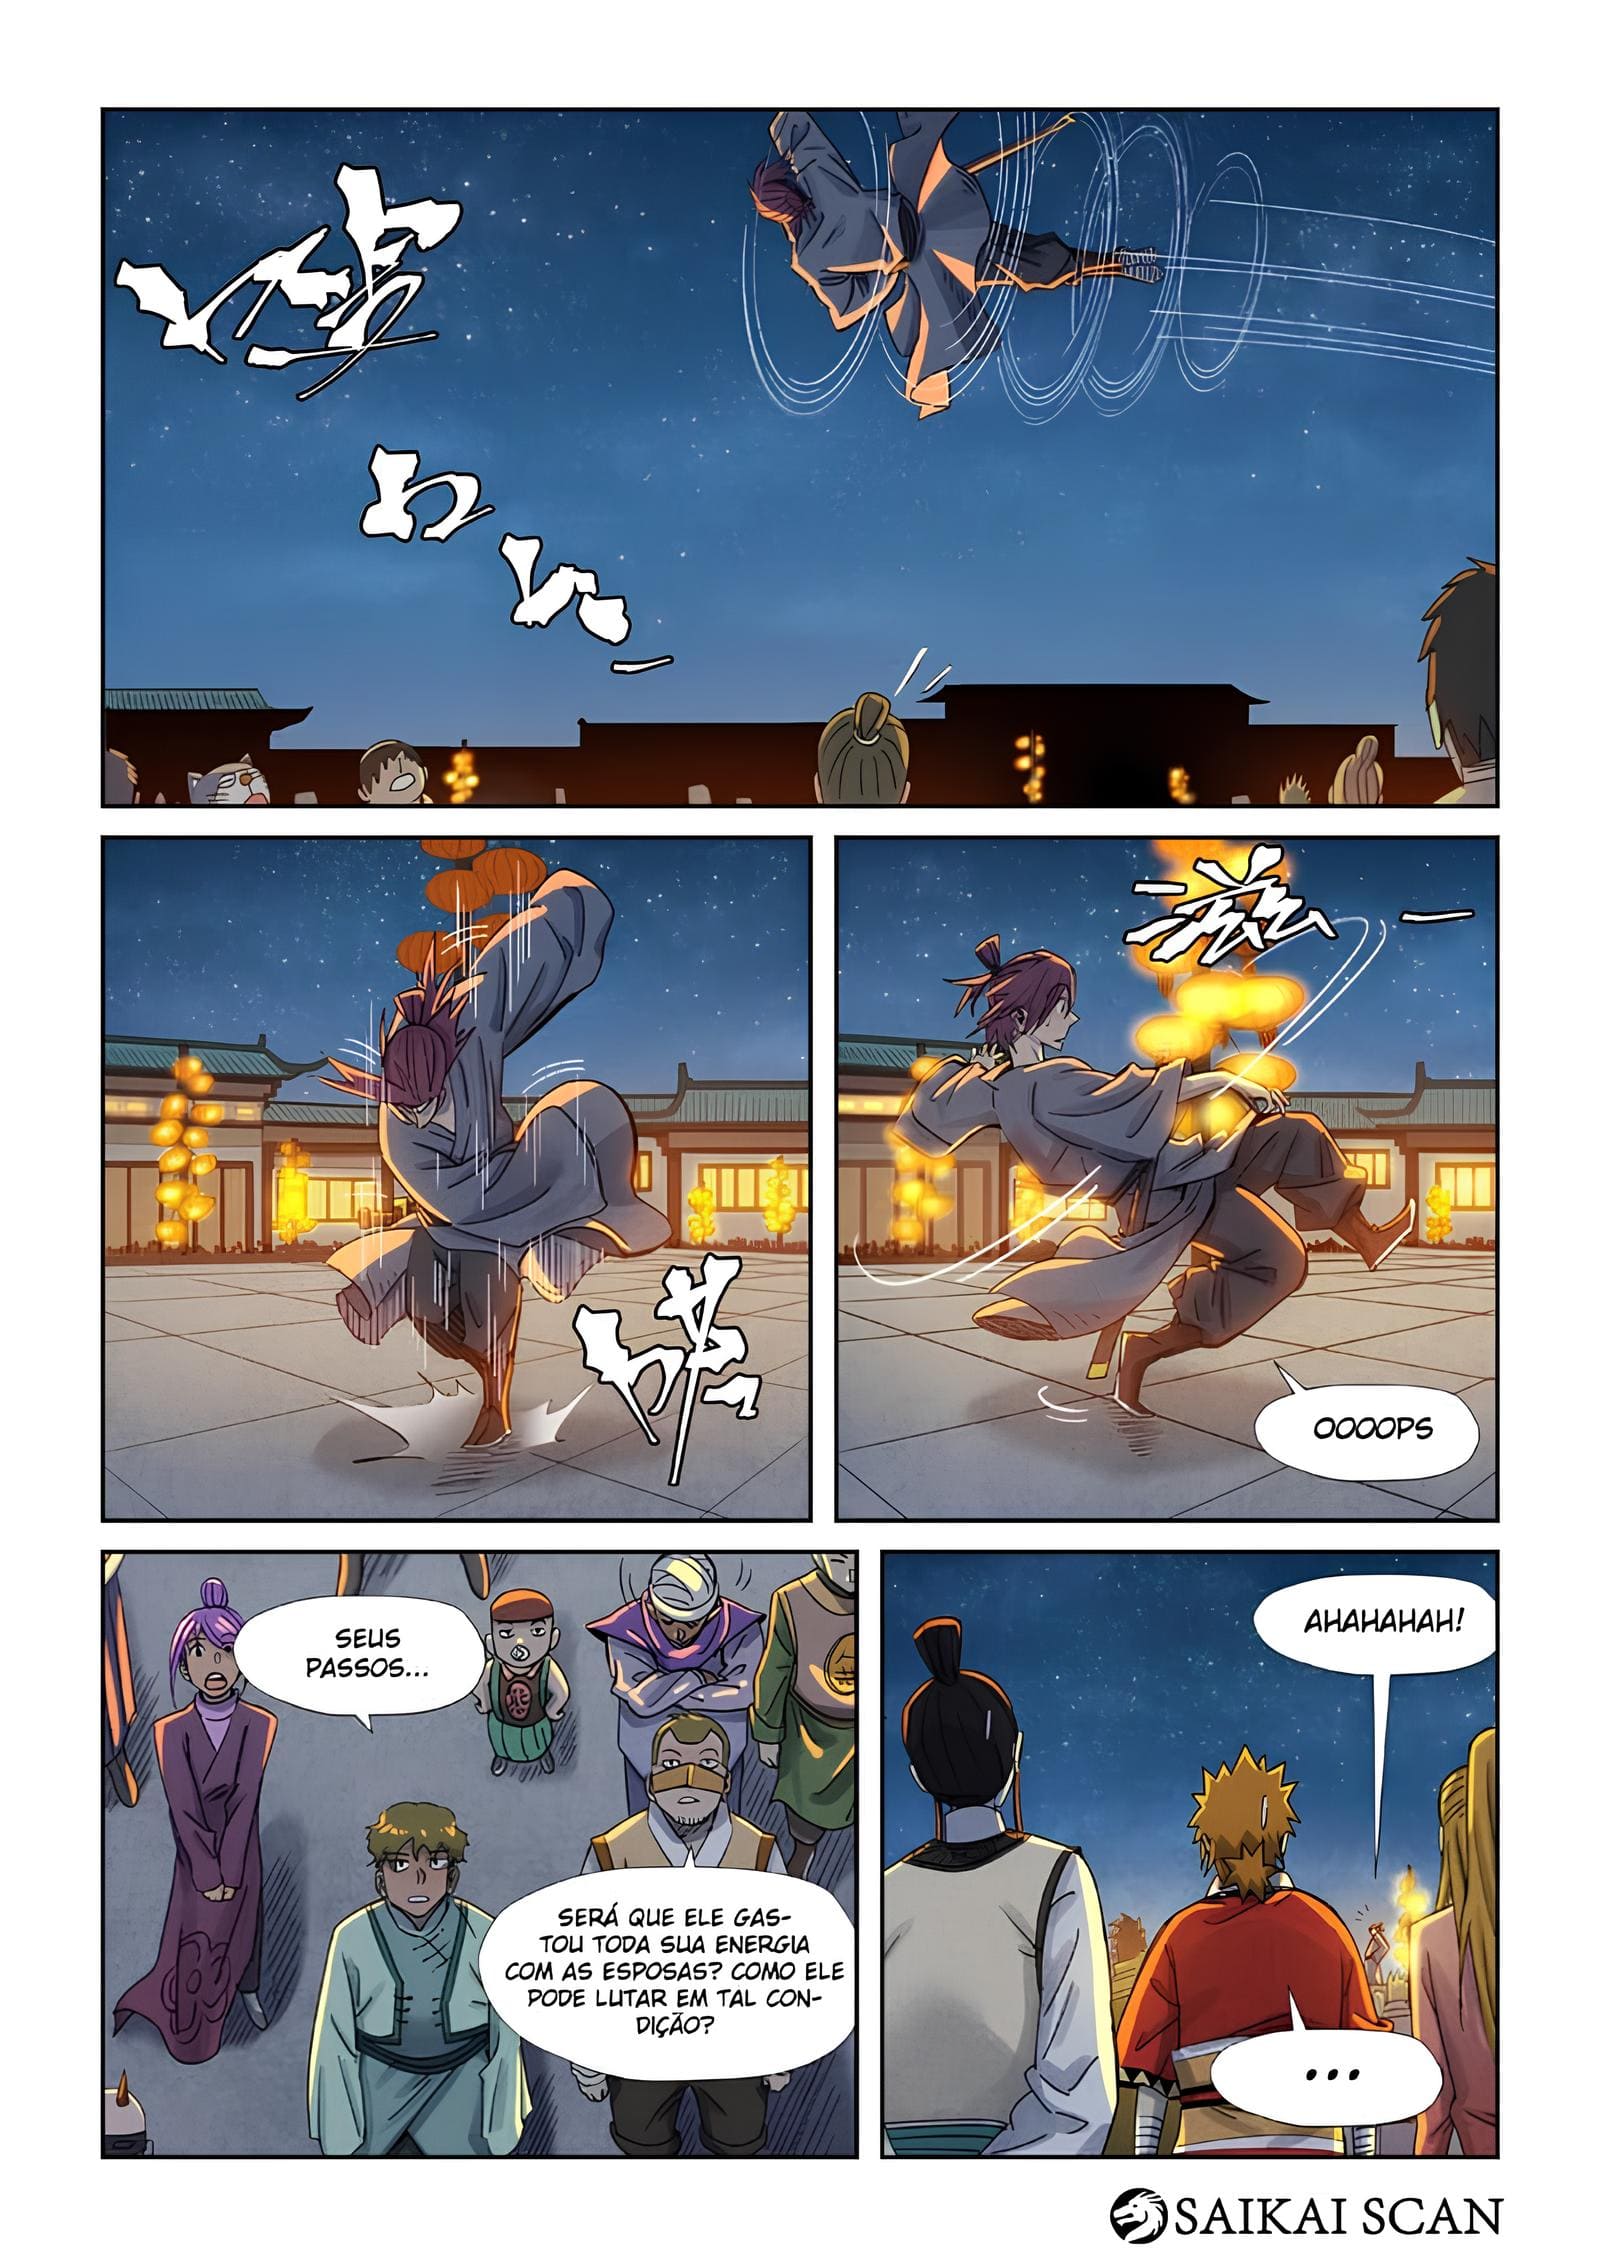 滋
OOOOPS
SEUS
PASSOS...
SERÁ QUE ELE GAS-
TOU TODA SUA ENERGIA
COM AS ESPOSAS? COMO ELE
PODE LUTAR EM TAL CON-
DIÇÃO?
AHAHAHAH!
...
SAIKAI SCAN